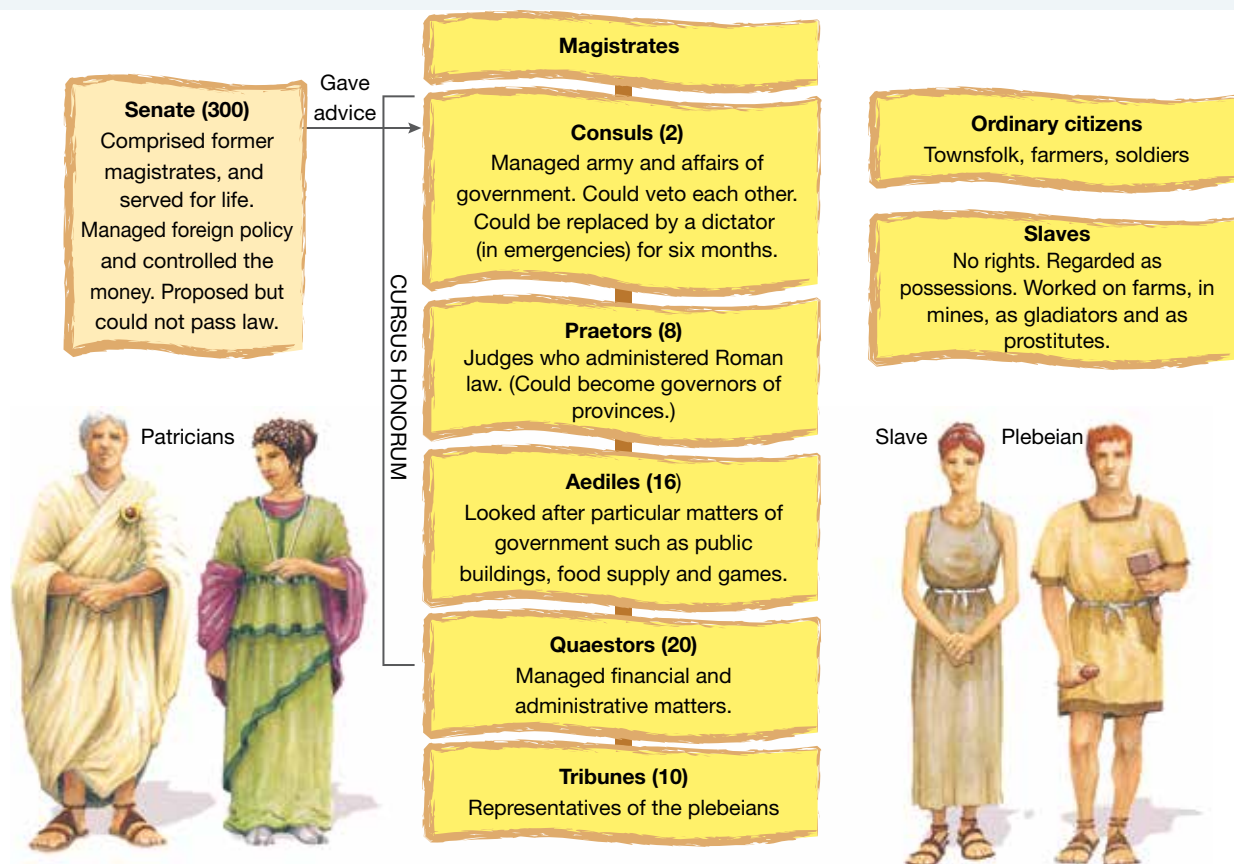 Magistrates
Senate (300)
Comprised former
magistrates, and
served for life.
Managed foreign policy
and controlled the
money. Proposed but
could not pass law.
Gave
advice
Consuls (2)
Managed army and affairs of
government. Could veto each other.
Could be replaced by a dictator
(in emergencies) for six months.
Praetors (8)
Judges who administered Roman
law. (Could become governors of
provinces.)
Aediles (16)
Looked after particular matters of
government such as public
buildings, food supply and games.
Quaestors (20)
Managed financial and
administrative matters.
Tribunes (10)
Representatives of the plebeians
CURSUS HONORUM
Ordinary citizens
Townsfolk, farmers, soldiers
Slaves
No rights. Regarded as
possessions. Worked on farms, in
mines, as gladiators and as
prostitutes.
Patricians
Slave
Plebeian